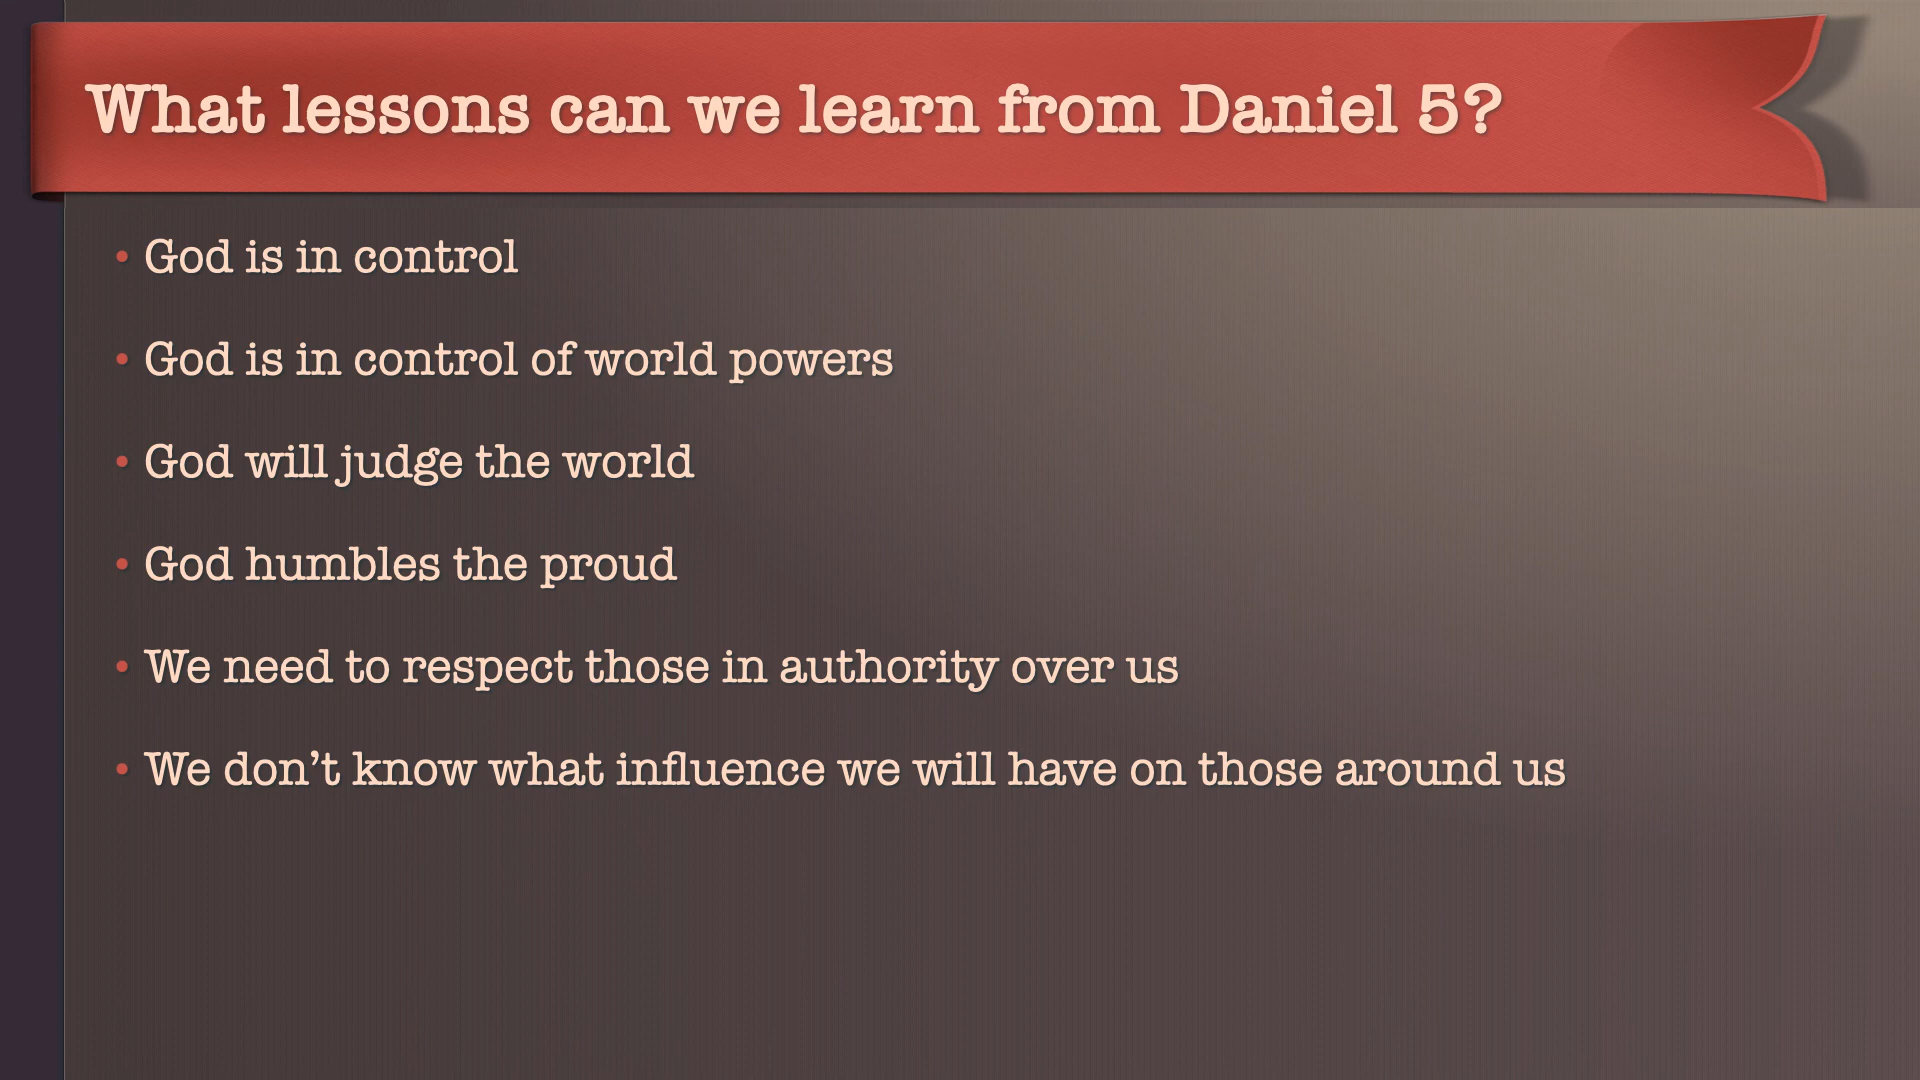 What lessons can we learn from Daniel 5?
• God is in control
• God is in control of world powers
• God will judge the world
• God humbles the proud
• We need to respect those in authority over us
• We don’t know what influence we will have on those around us